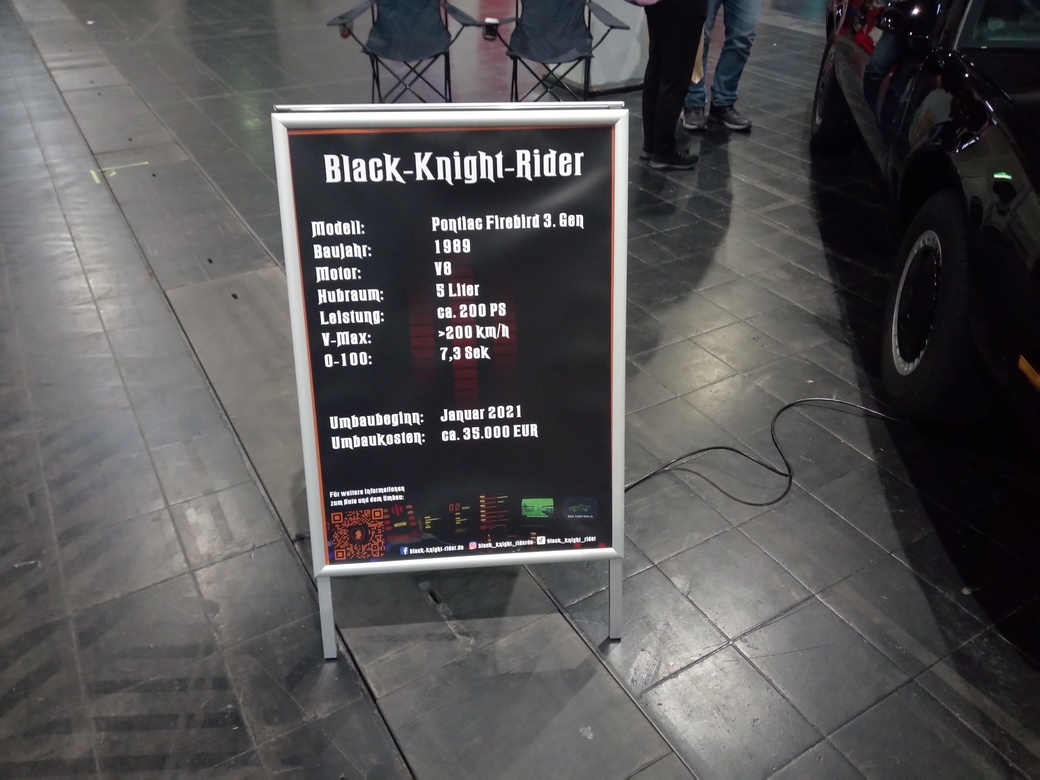 Black-Knight-Rider
Modell: Pontiac Firebird 3. Gen
Baujahr: 1989
Motor: V8
Hubraum: 5 Liter
Leistung: ca. 200 PS
V-Max: >200 km/h
0-100: 7,3 Sek
Umbaubeginn: Januar 2021
Umbaukosten: ca. 35.000 EUR
Für weitere Informationen
zum Auto und dem Umbau:
black-knight-rider.de black_knight_riderde black_knight_rider